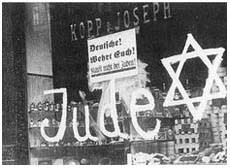 KOPP & JOSEPH
Deutsche!
Wehrt Euch!
Kauft nicht bei Juden!
Jude